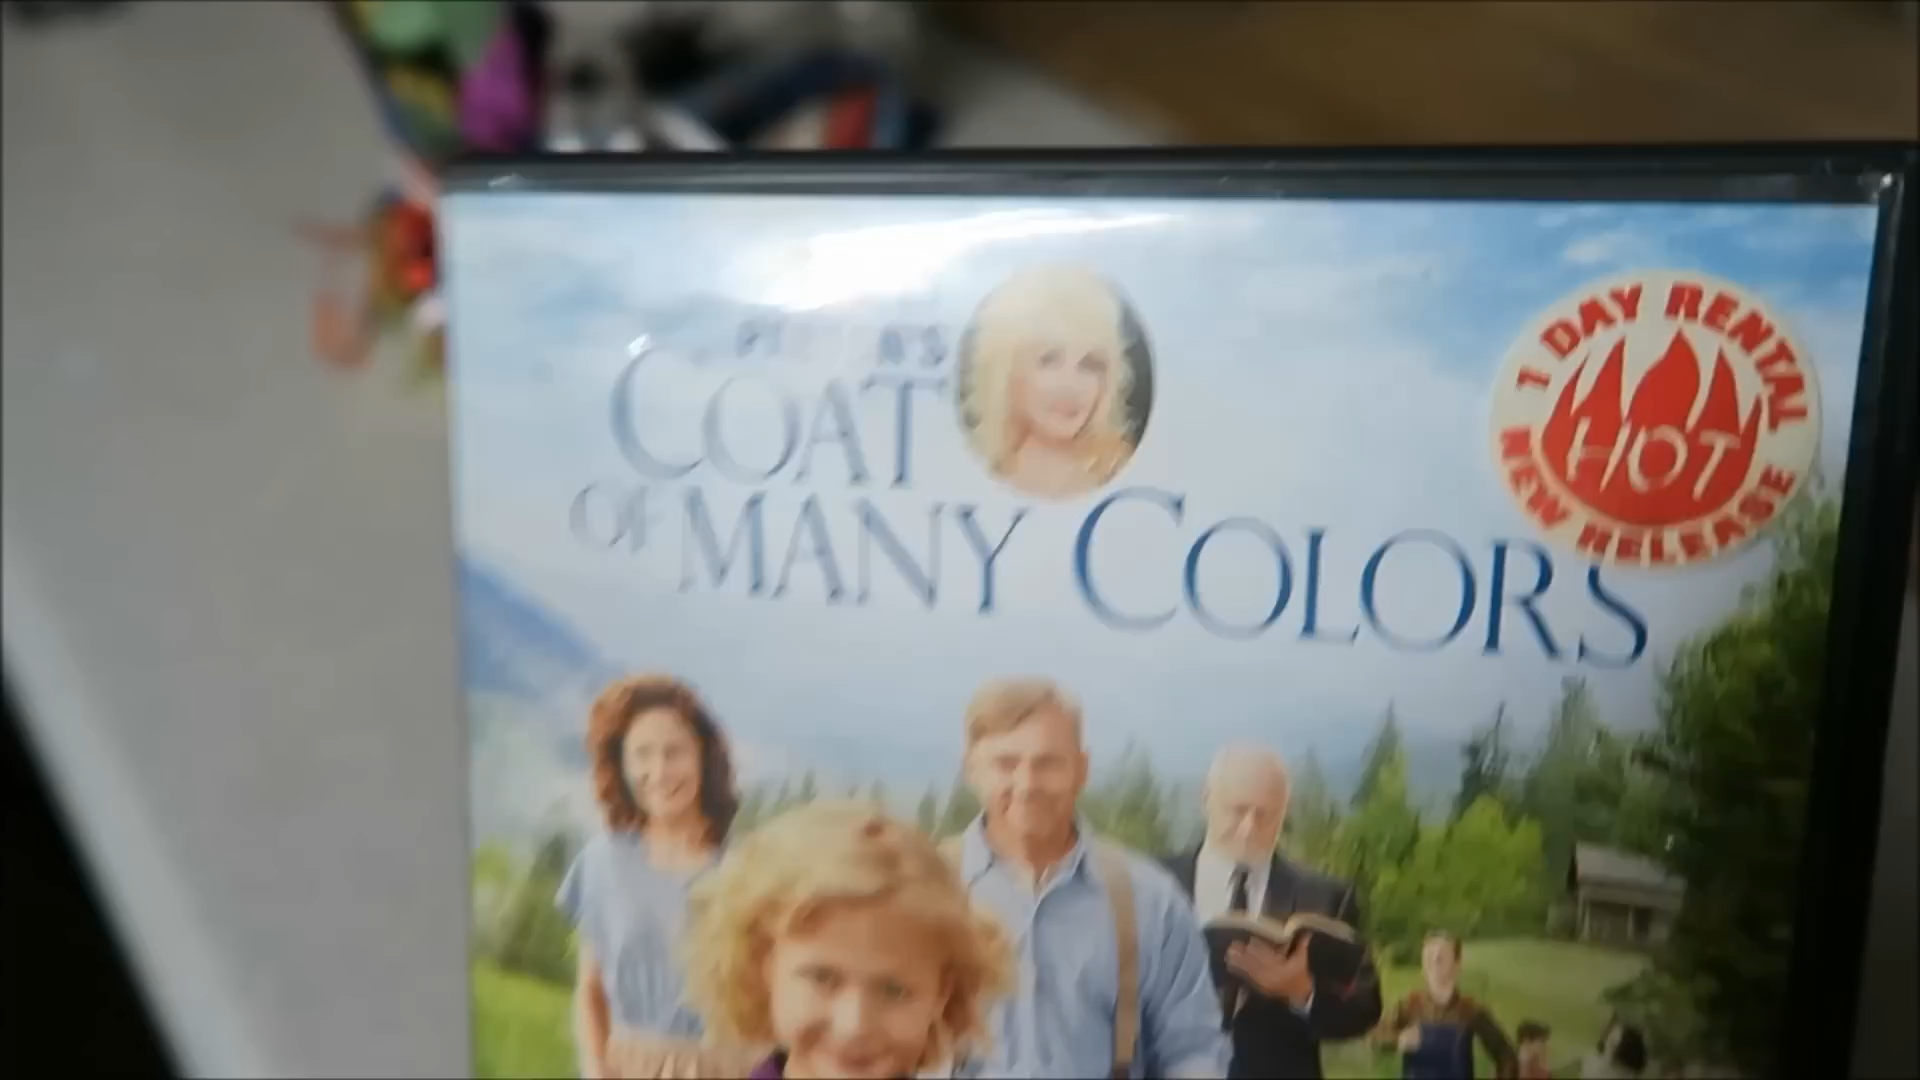 COAT
OF MANY COLORS
1 DAY RENTAL
HOT
NEW RELEASE